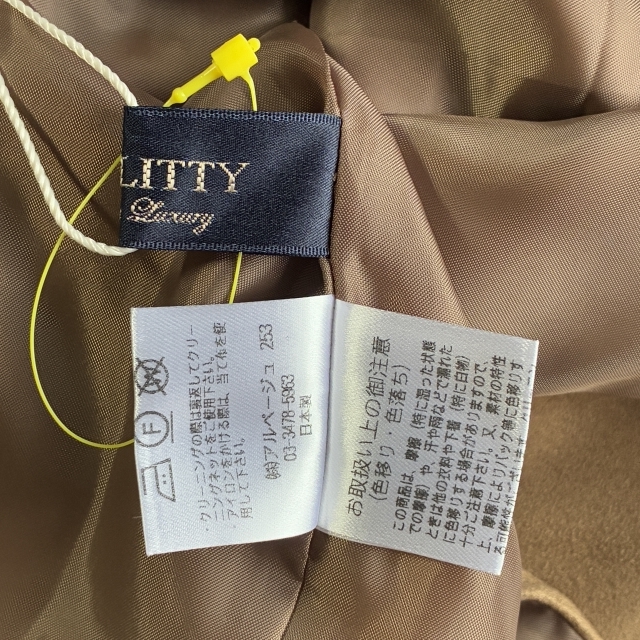 LITTY
Luxury
・クリーニングの際は裏返してクリー
ニングネットをご使用下さい。
・アイロンをかける際は、当て布を使
用して下さい。
㈱アルページュ 253
03-3478-5963
日本製
お取扱い上の御注意
(色移り・色落ち)
この商品は、摩擦(特に湿った状態
での摩擦)や、汗や雨などで濡れた
ときは他の衣料や下着(特に白物)
に色移りする場合がありますので、
十分ご注意下さい。又、素材の特性
上、摩擦によりバック等に色移りす